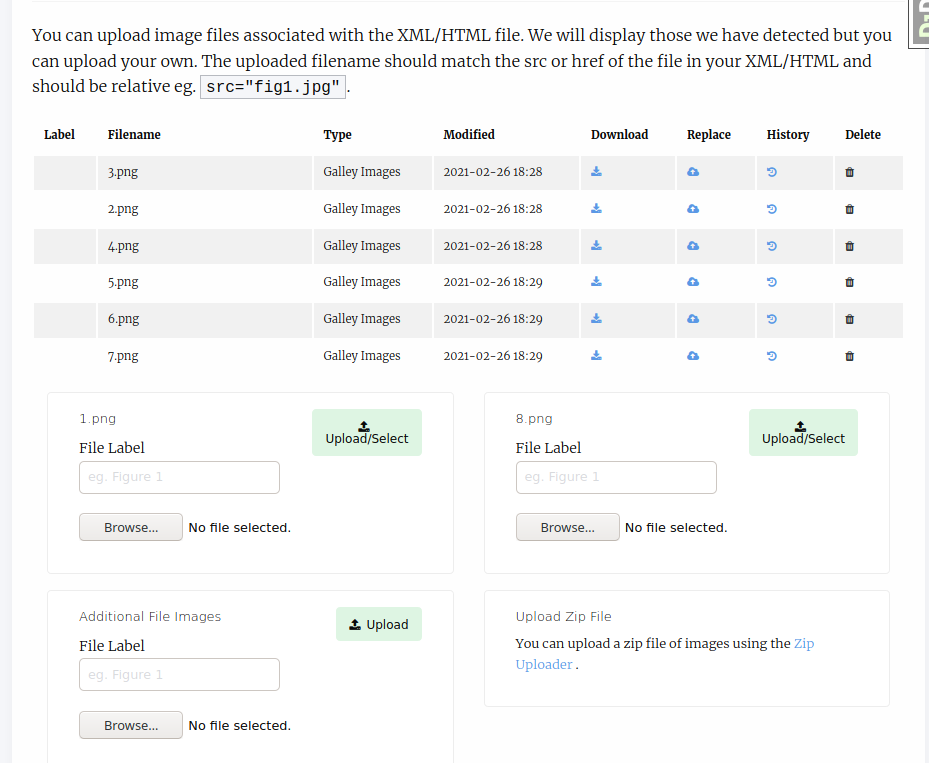 You can upload image files associated with the XML/HTML file. We will display those we have detected but you
can upload your own. The uploaded filename should match the src or href of the file in your XML/HTML and
should be relative eg. src="fig1.jpg".
Label Filename Type Modified Download Replace History Delete
3.png Galley Images 2021-02-26 18:28
2.png Galley Images 2021-02-26 18:28
4.png Galley Images 2021-02-26 18:28
5.png Galley Images 2021-02-26 18:29
6.png Galley Images 2021-02-26 18:29
7.png Galley Images 2021-02-26 18:29
1.png
Upload/Select
File Label
eg. Figure 1
Browse... No file selected.
8.png
Upload/Select
File Label
eg. Figure 1
Browse... No file selected.
Additional File Images
Upload
File Label
eg. Figure 1
Browse... No file selected.
Upload Zip File
You can upload a zip file of images using the Zip
Uploader .